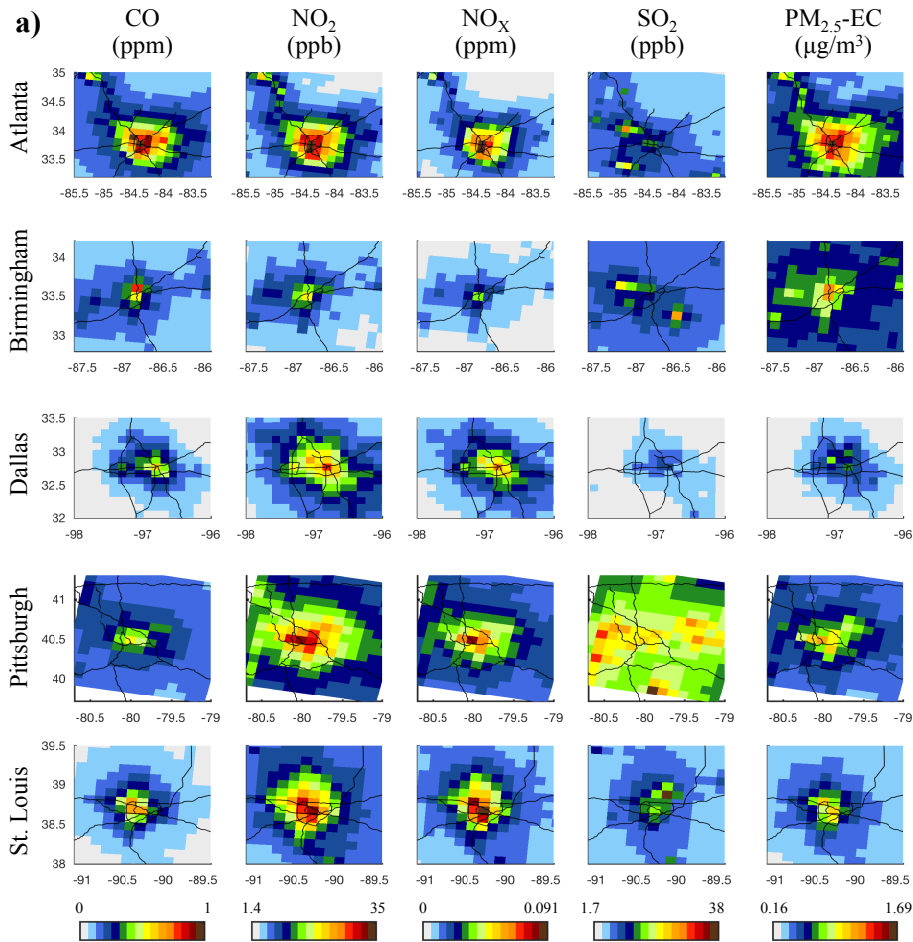 a)
CO NO₂ NOₓ SO₂ PM₂.₅-EC
(ppm) (ppb) (ppm) (ppb) (µg/m³)
Atlanta
35
34.5
34
33.5
-85.5 -85 -84.5 -84 -83.5 -85.5 -85 -84.5 -84 -83.5 -85.5 -85 -84.5 -84 -83.5 -85.5 -85 -84.5 -84 -83.5 -85.5 -85 -84.5 -84 -83.5
Birmingham
34
33.5
33
-87.5 -87 -86.5 -86 -87.5 -87 -86.5 -86 -87.5 -87 -86.5 -86 -87.5 -87 -86.5 -86 -87.5 -87 -86.5 -86
Dallas
33.5
33
32.5
32
-98 -97 -96 -98 -97 -96 -98 -97 -96 -98 -97 -96 -98 -97 -96
Pittsburgh
41
40.5
40
-80.5 -80 -79.5 -79 -80.5 -80 -79.5 -79 -80.5 -80 -79.5 -79 -80.5 -80 -79.5 -79 -80.5 -80 -79.5 -79
St. Louis
39.5
39
38.5
38
-91 -90.5 -90 -89.5 -91 -90.5 -90 -89.5 -91 -90.5 -90 -89.5 -91 -90.5 -90 -89.5 -91 -90.5 -90 -89.5
0 1 1.4 35 0 0.091 1.7 38 0.16 1.69